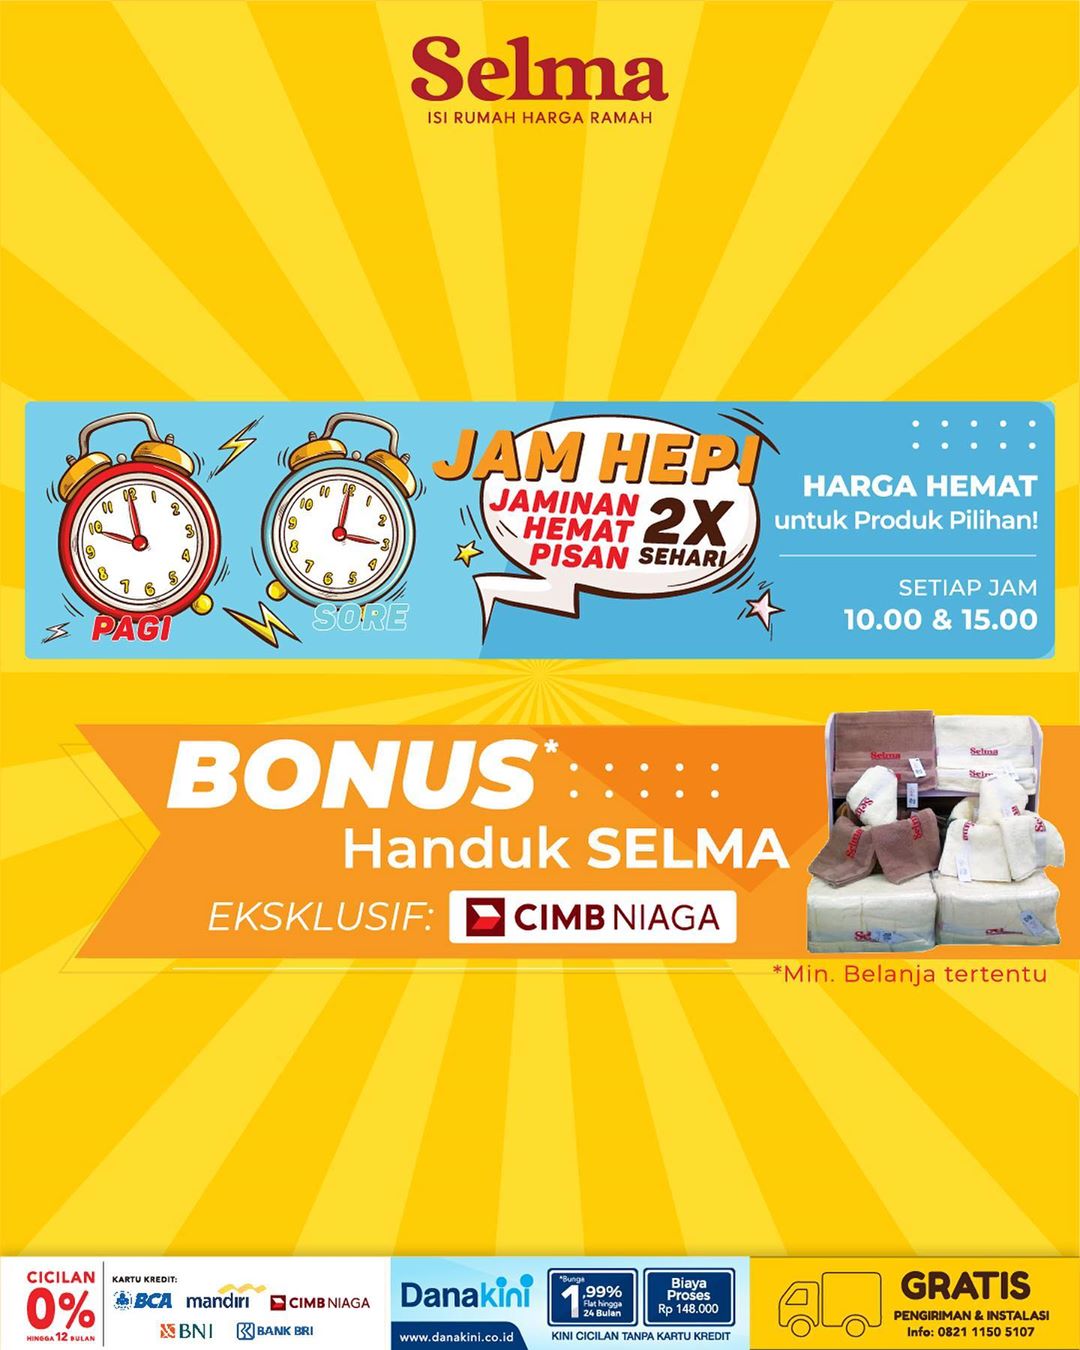 Selma
ISI RUMAH HARGA RAMAH
JAM HEPI
JAMINAN
HEMAT
PISAN
2X
SEHARI
PAGI
SORE
HARGA HEMAT
untuk Produk Pilihan!
SETIAP JAM
10.00 & 15.00
BONUS*
Handuk SELMA
EKSKLUSIF: CIMB NIAGA
*Min. Belanja tertentu
CICILAN
0%
HINGGA 12 BULAN
KARTU KREDIT:
BCA mandiri CIMB NIAGA
BNI BANK BRI
Danakini
www.danakini.co.id
*Bunga
1,99%
Flat hingga
24 Bulan
Biaya
Proses
Rp 148.000
KINI CICILAN TANPA KARTU KREDIT
GRATIS
PENGIRIMAN & INSTALASI
Info: 0821 1150 5107